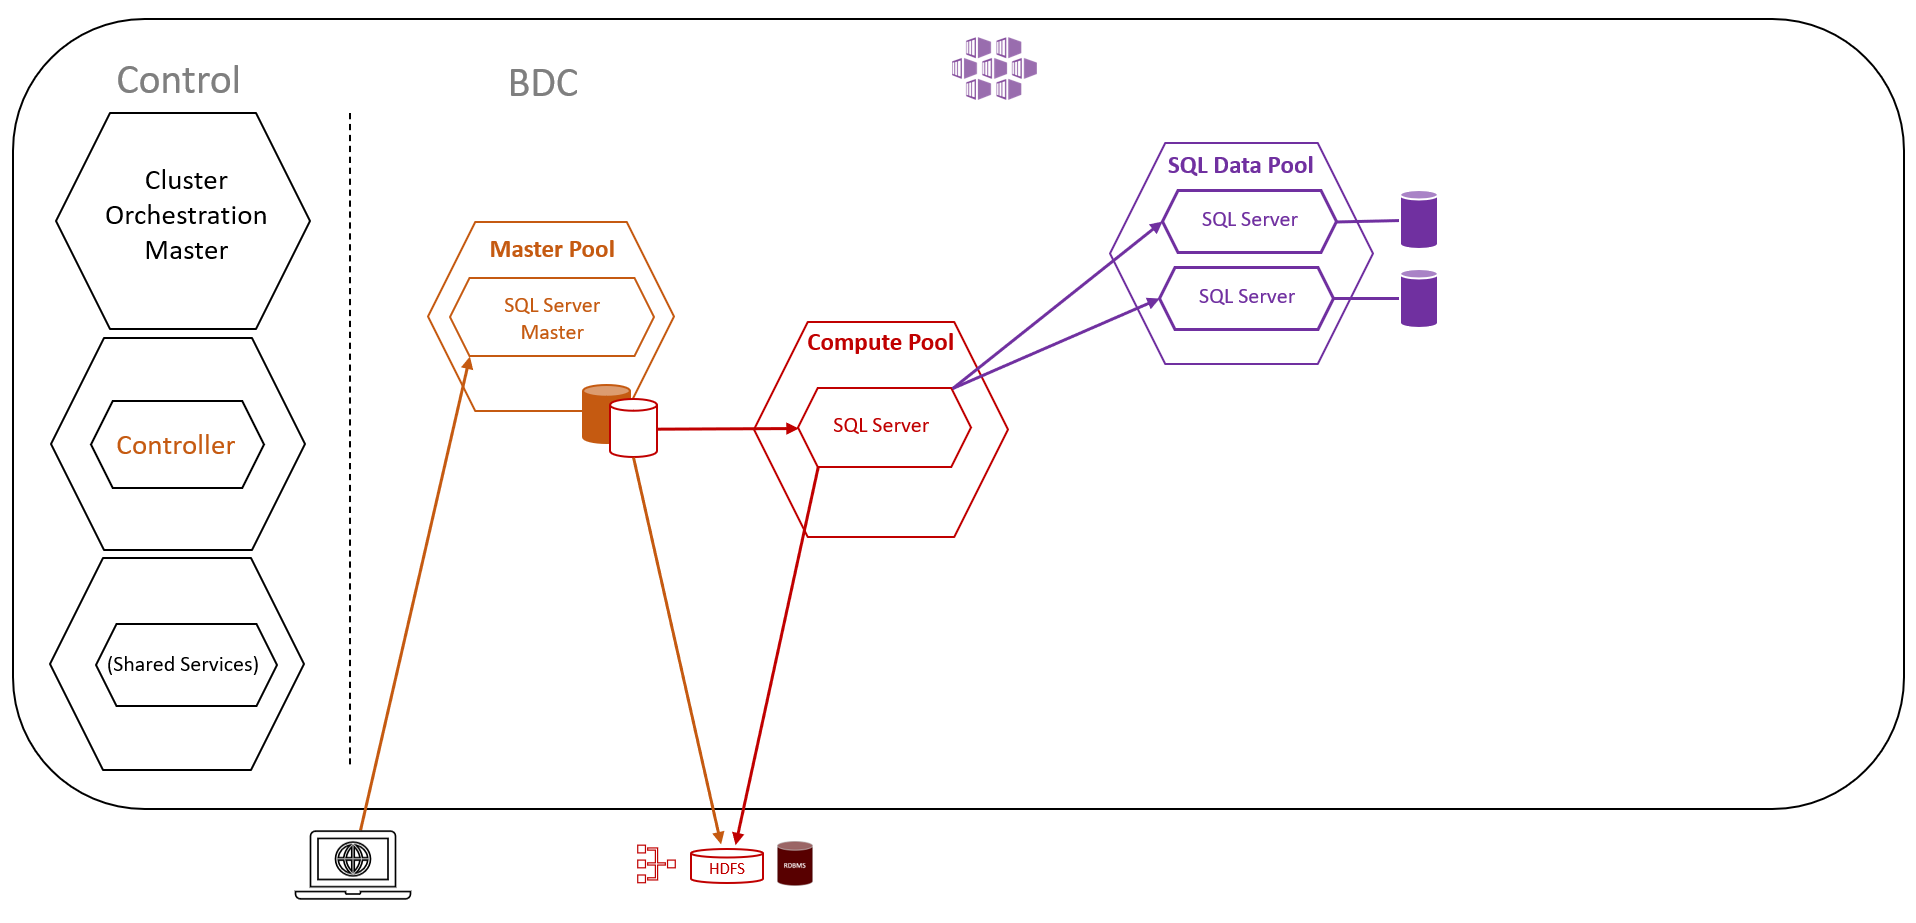 Control
BDC
Cluster
Orchestration
Master
Controller
(Shared Services)
Master Pool
SQL Server
Master
Compute Pool
SQL Server
SQL Data Pool
SQL Server
SQL Server
HDFS
RDBMS